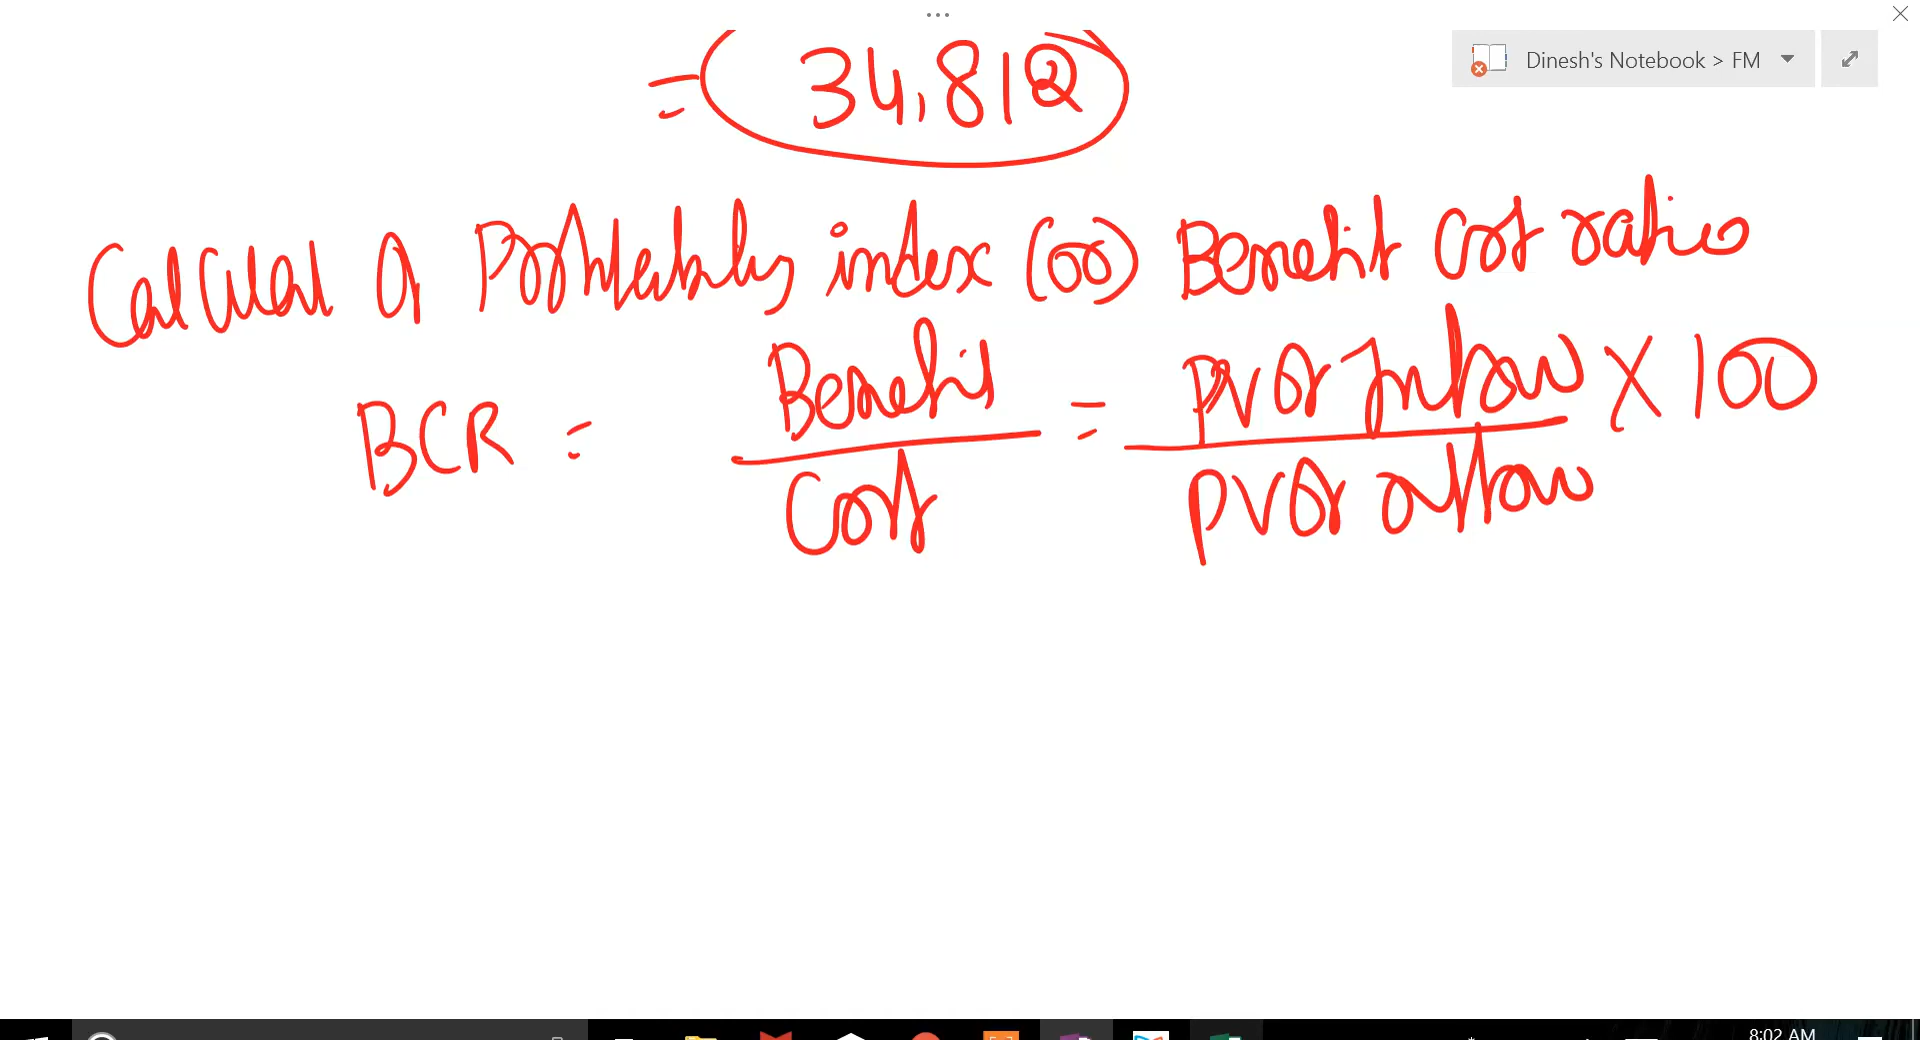 ...
= 34,812
Dinesh's Notebook > FM
Calculat of Profitability index (or) Benefit Cost ratio
BCR = Benefit / Cost = PV of Inflow / PV of outflow X 100
8:02 AM